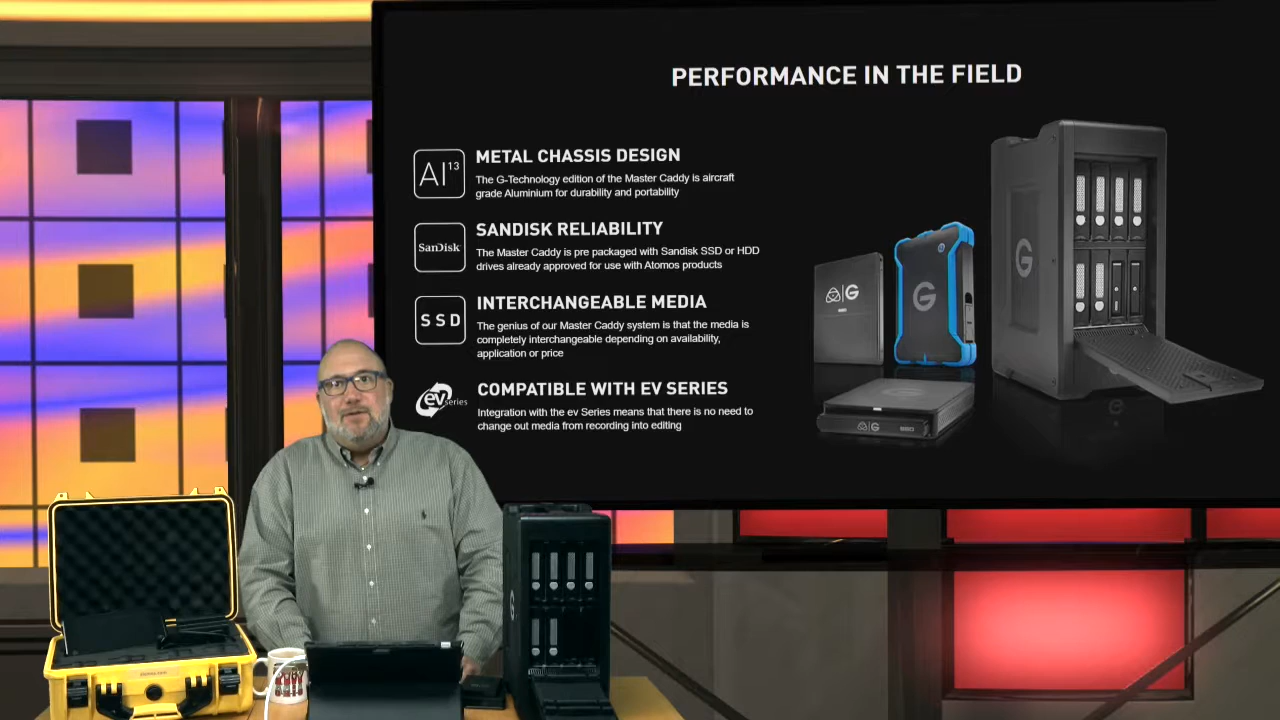 PERFORMANCE IN THE FIELD
Al13
METAL CHASSIS DESIGN
The G-Technology edition of the Master Caddy is aircraft
grade Aluminium for durability and portability
SanDisk
SANDISK RELIABILITY
The Master Caddy is pre packaged with Sandisk SSD or HDD
drives already approved for use with Atomos products
SSD
INTERCHANGEABLE MEDIA
The genius of our Master Caddy system is that the media is
completely interchangeable depending on availability,
application or price
ev series
COMPATIBLE WITH EV SERIES
Integration with the ev Series means that there is no need to
change out media from recording into editing
G
G
G
G